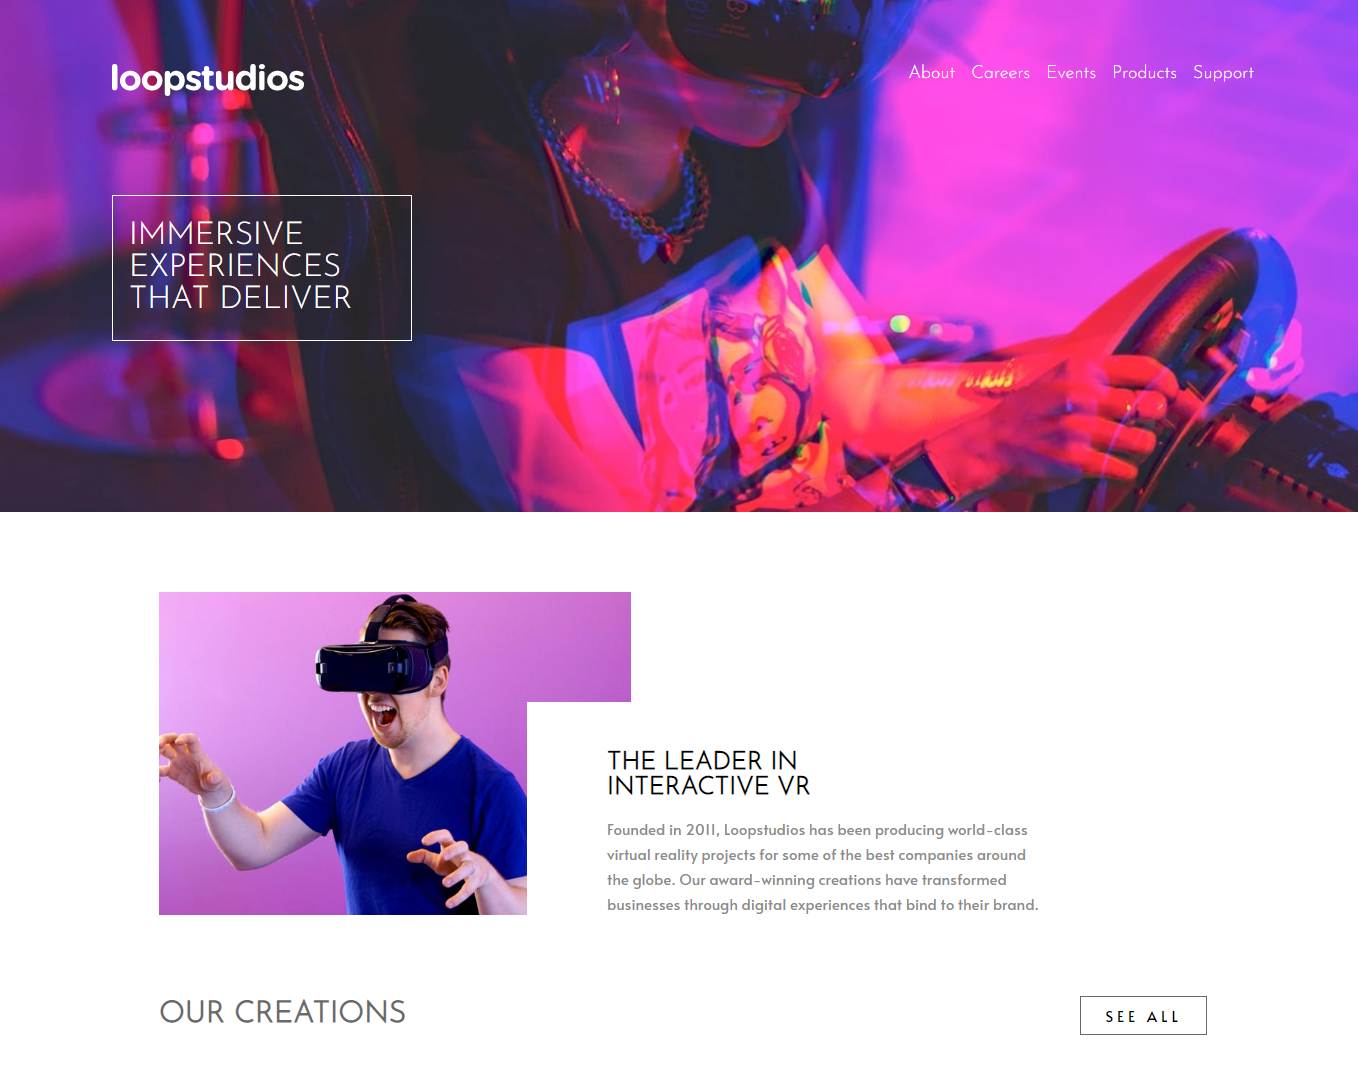 loopstudios
About Careers Events Products Support
IMMERSIVE
EXPERIENCES
THAT DELIVER
THE LEADER IN
INTERACTIVE VR
Founded in 2011, Loopstudios has been producing world-class
virtual reality projects for some of the best companies around
the globe. Our award-winning creations have transformed
businesses through digital experiences that bind to their brand.
OUR CREATIONS
SEE ALL